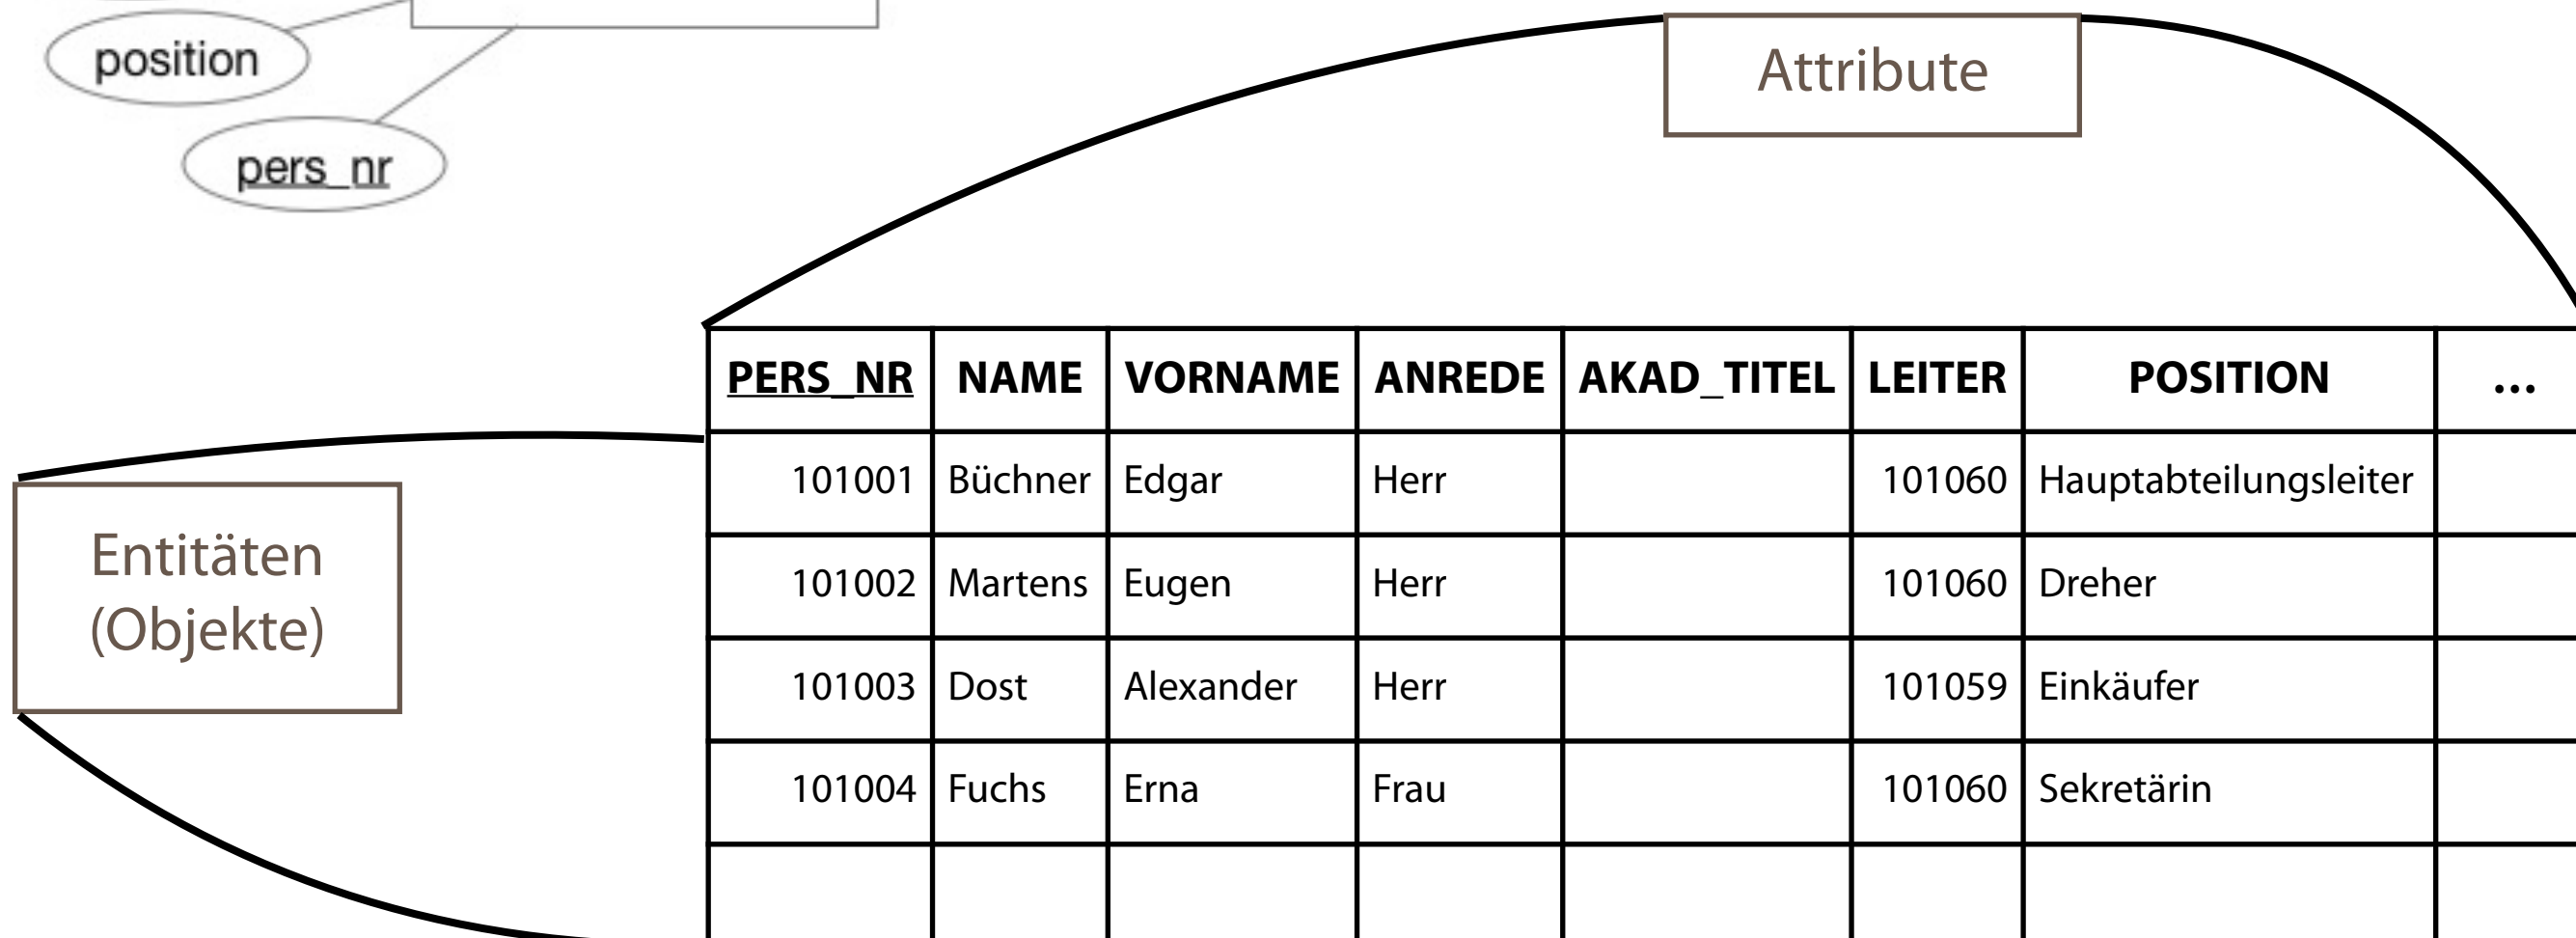 position
pers_nr
Attribute
Entitäten
(Objekte)
PERS_NR NAME VORNAME ANREDE AKAD_TITEL LEITER POSITION ...
101001 Büchner Edgar Herr 101060 Hauptabteilungsleiter
101002 Martens Eugen Herr 101060 Dreher
101003 Dost Alexander Herr 101059 Einkäufer
101004 Fuchs Erna Frau 101060 Sekretärin